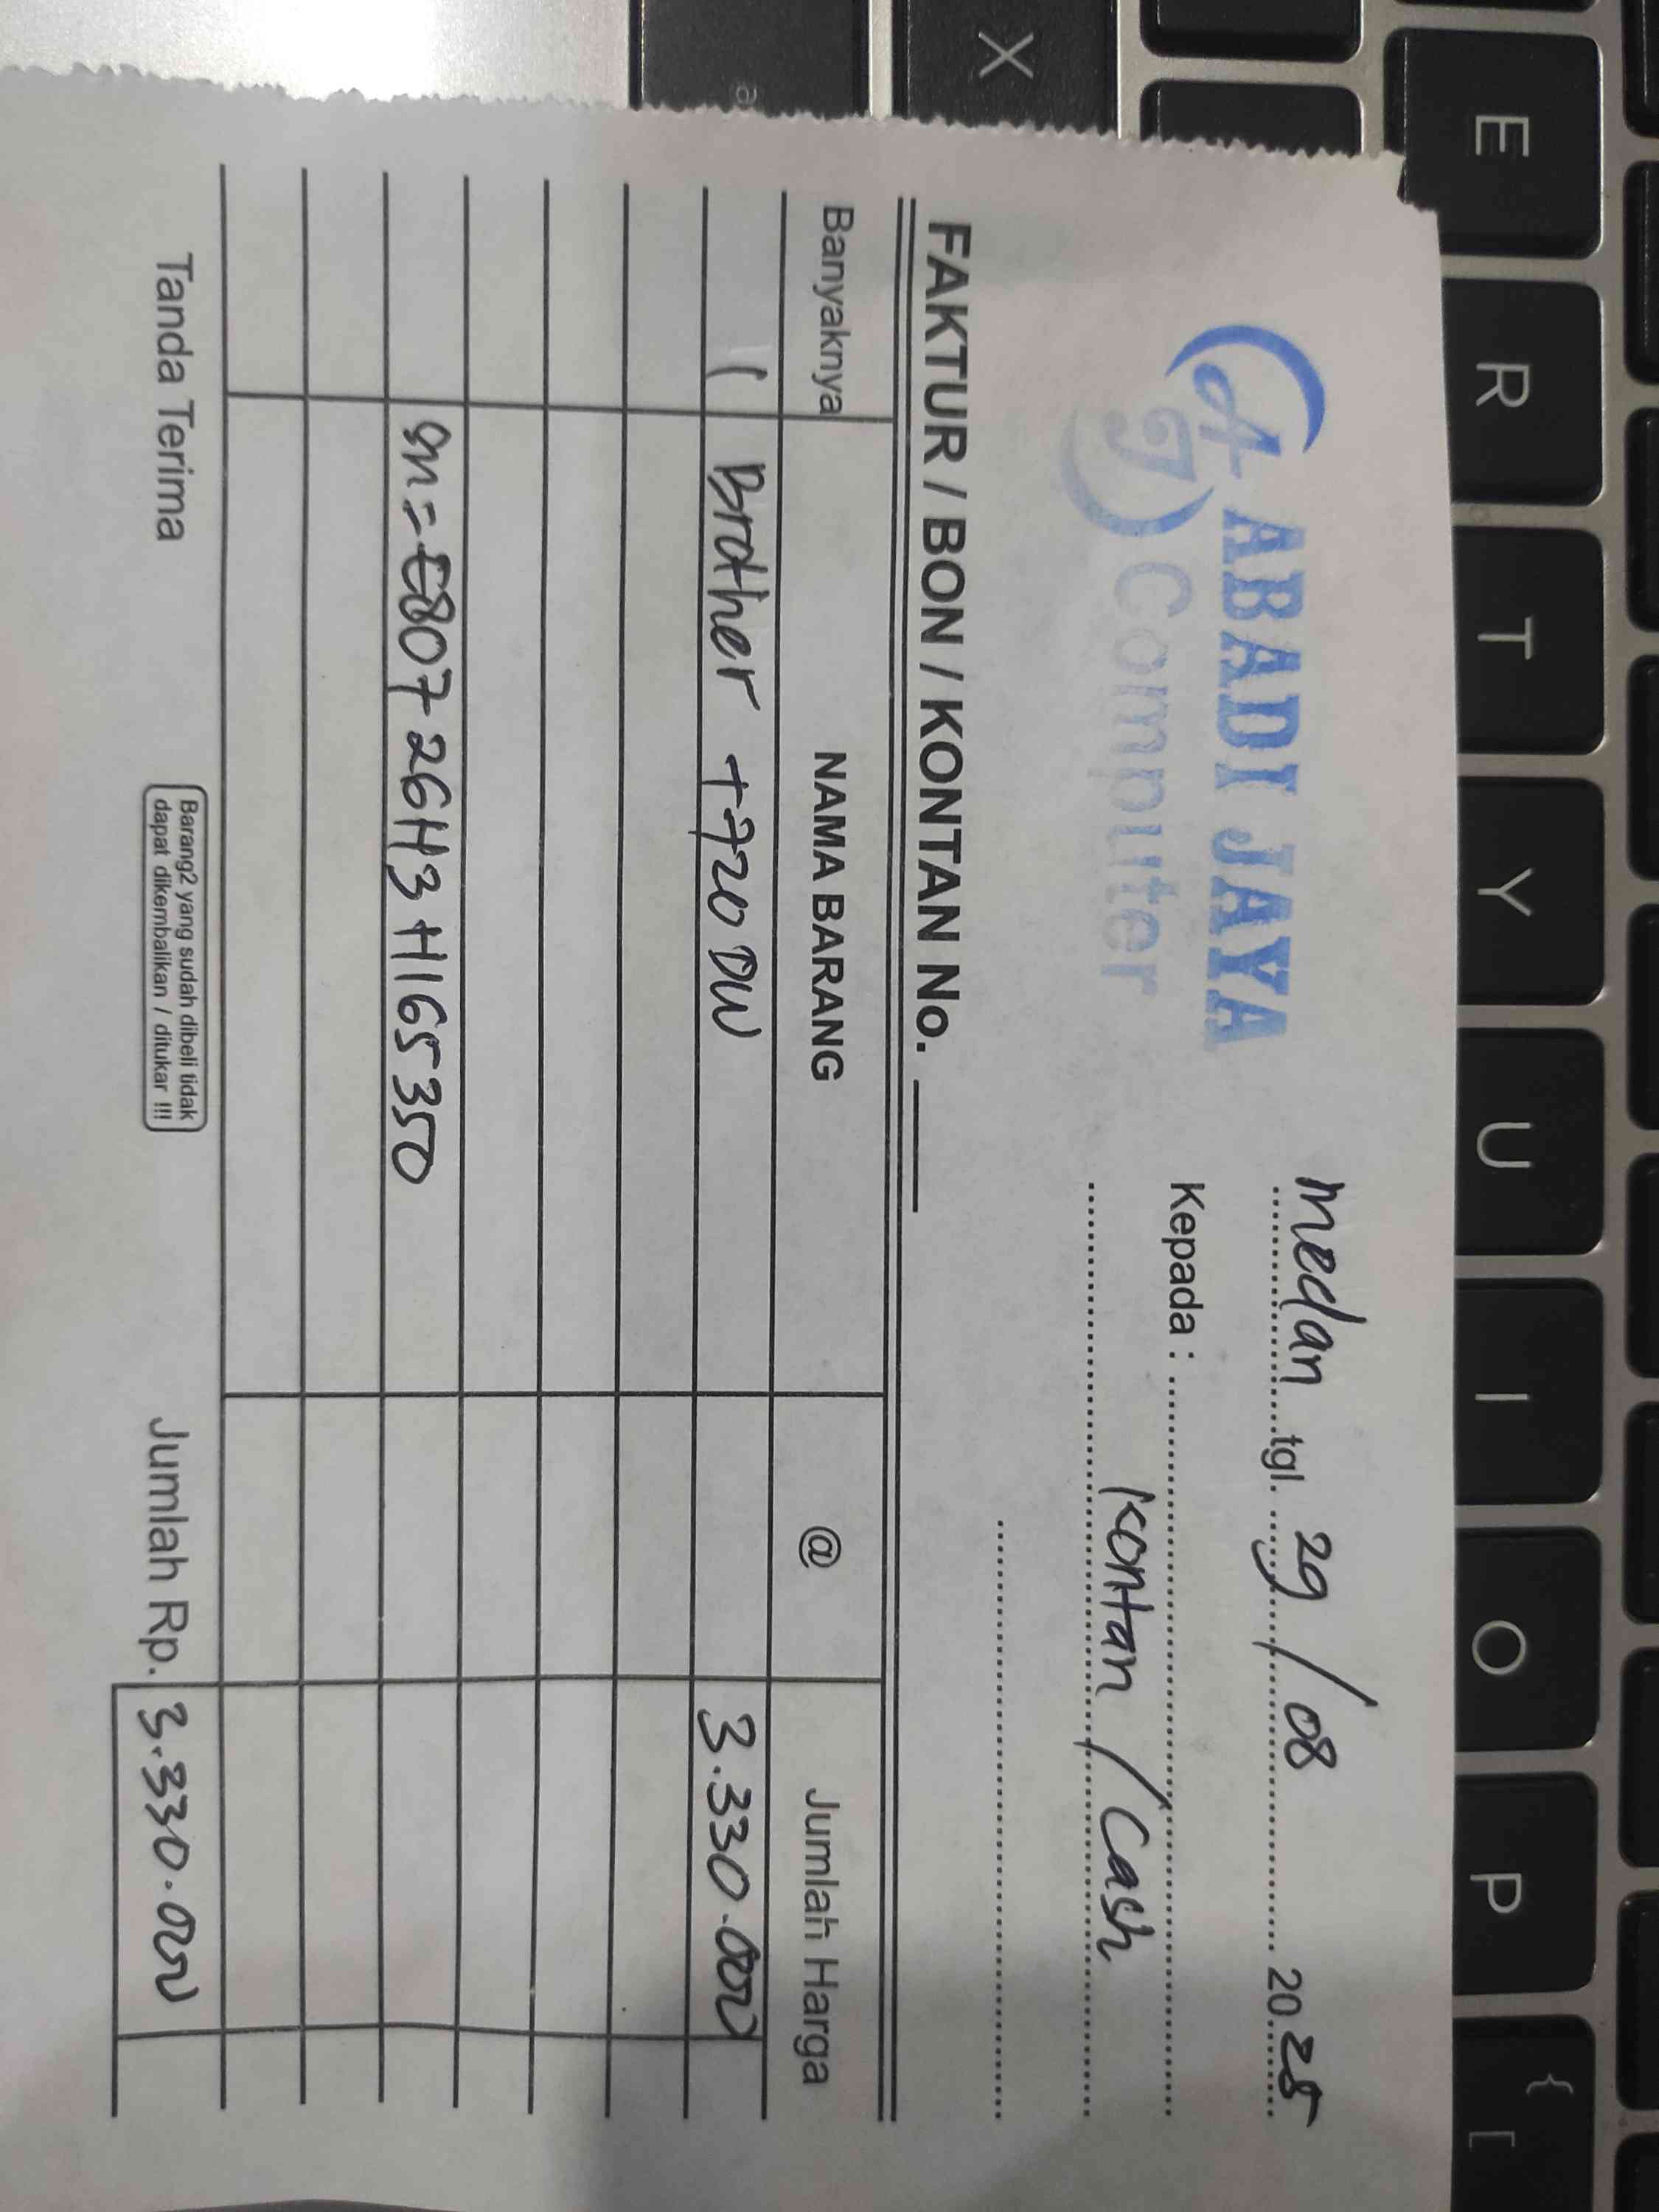 ABADI JAYA
AJ Computer
Medan tgl. 29/08 2025
Kepada :
Kontan / Cash
FAKTUR / BON / KONTAN No.
Banyaknya NAMA BARANG @ Jumlah Harga
1 Brother T720 DW 3.330.000
Sn = E80726H3H165350
Tanda Terima
Barang2 yang sudah dibeli tidak
dapat dikembalikan / ditukar !!!
Jumlah Rp. 3.330.000
X
a
E
R
T
Y
U
I
O
P
{
[